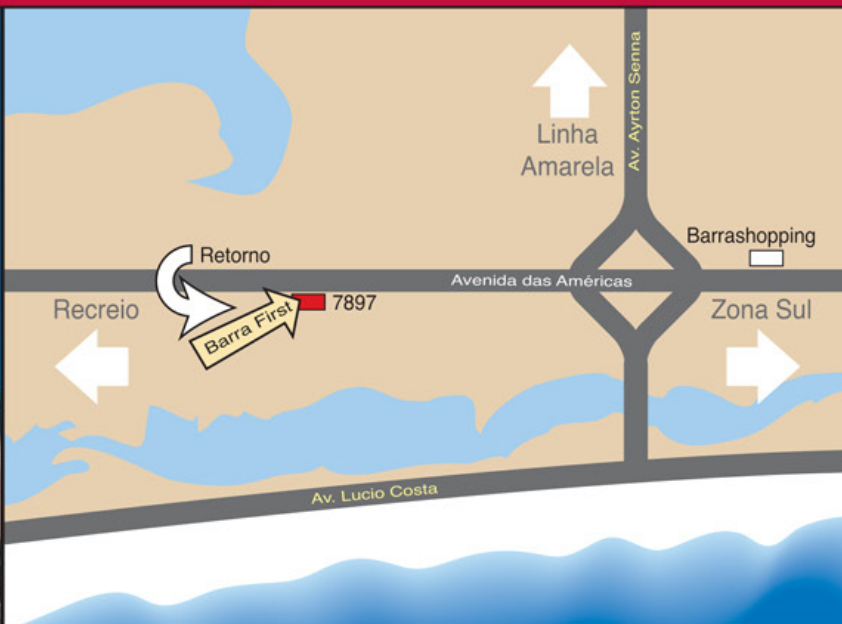 Av. Ayrton Senna
Linha
Amarela
Barrashopping
Retorno
Avenida das Américas
Recreio
Barra First
7897
Zona Sul
Av. Lucio Costa